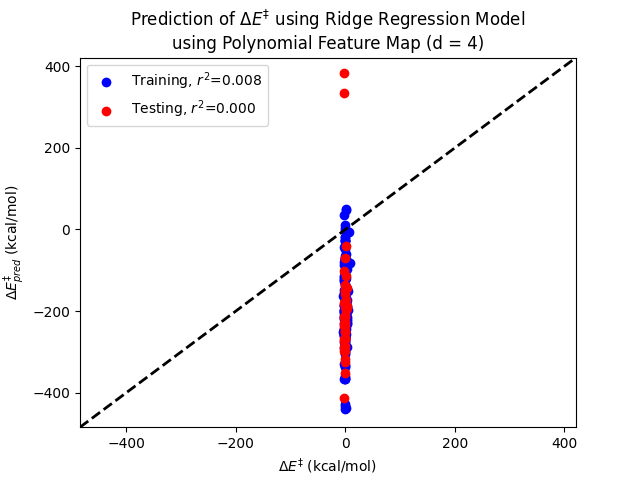 Prediction of ΔE‡ using Ridge Regression Model
using Polynomial Feature Map (d = 4)
Training, r²=0.008
Testing, r²=0.000
400
200
0
−200
−400
ΔE‡pred (kcal/mol)
−400
−200
0
200
400
ΔE‡ (kcal/mol)